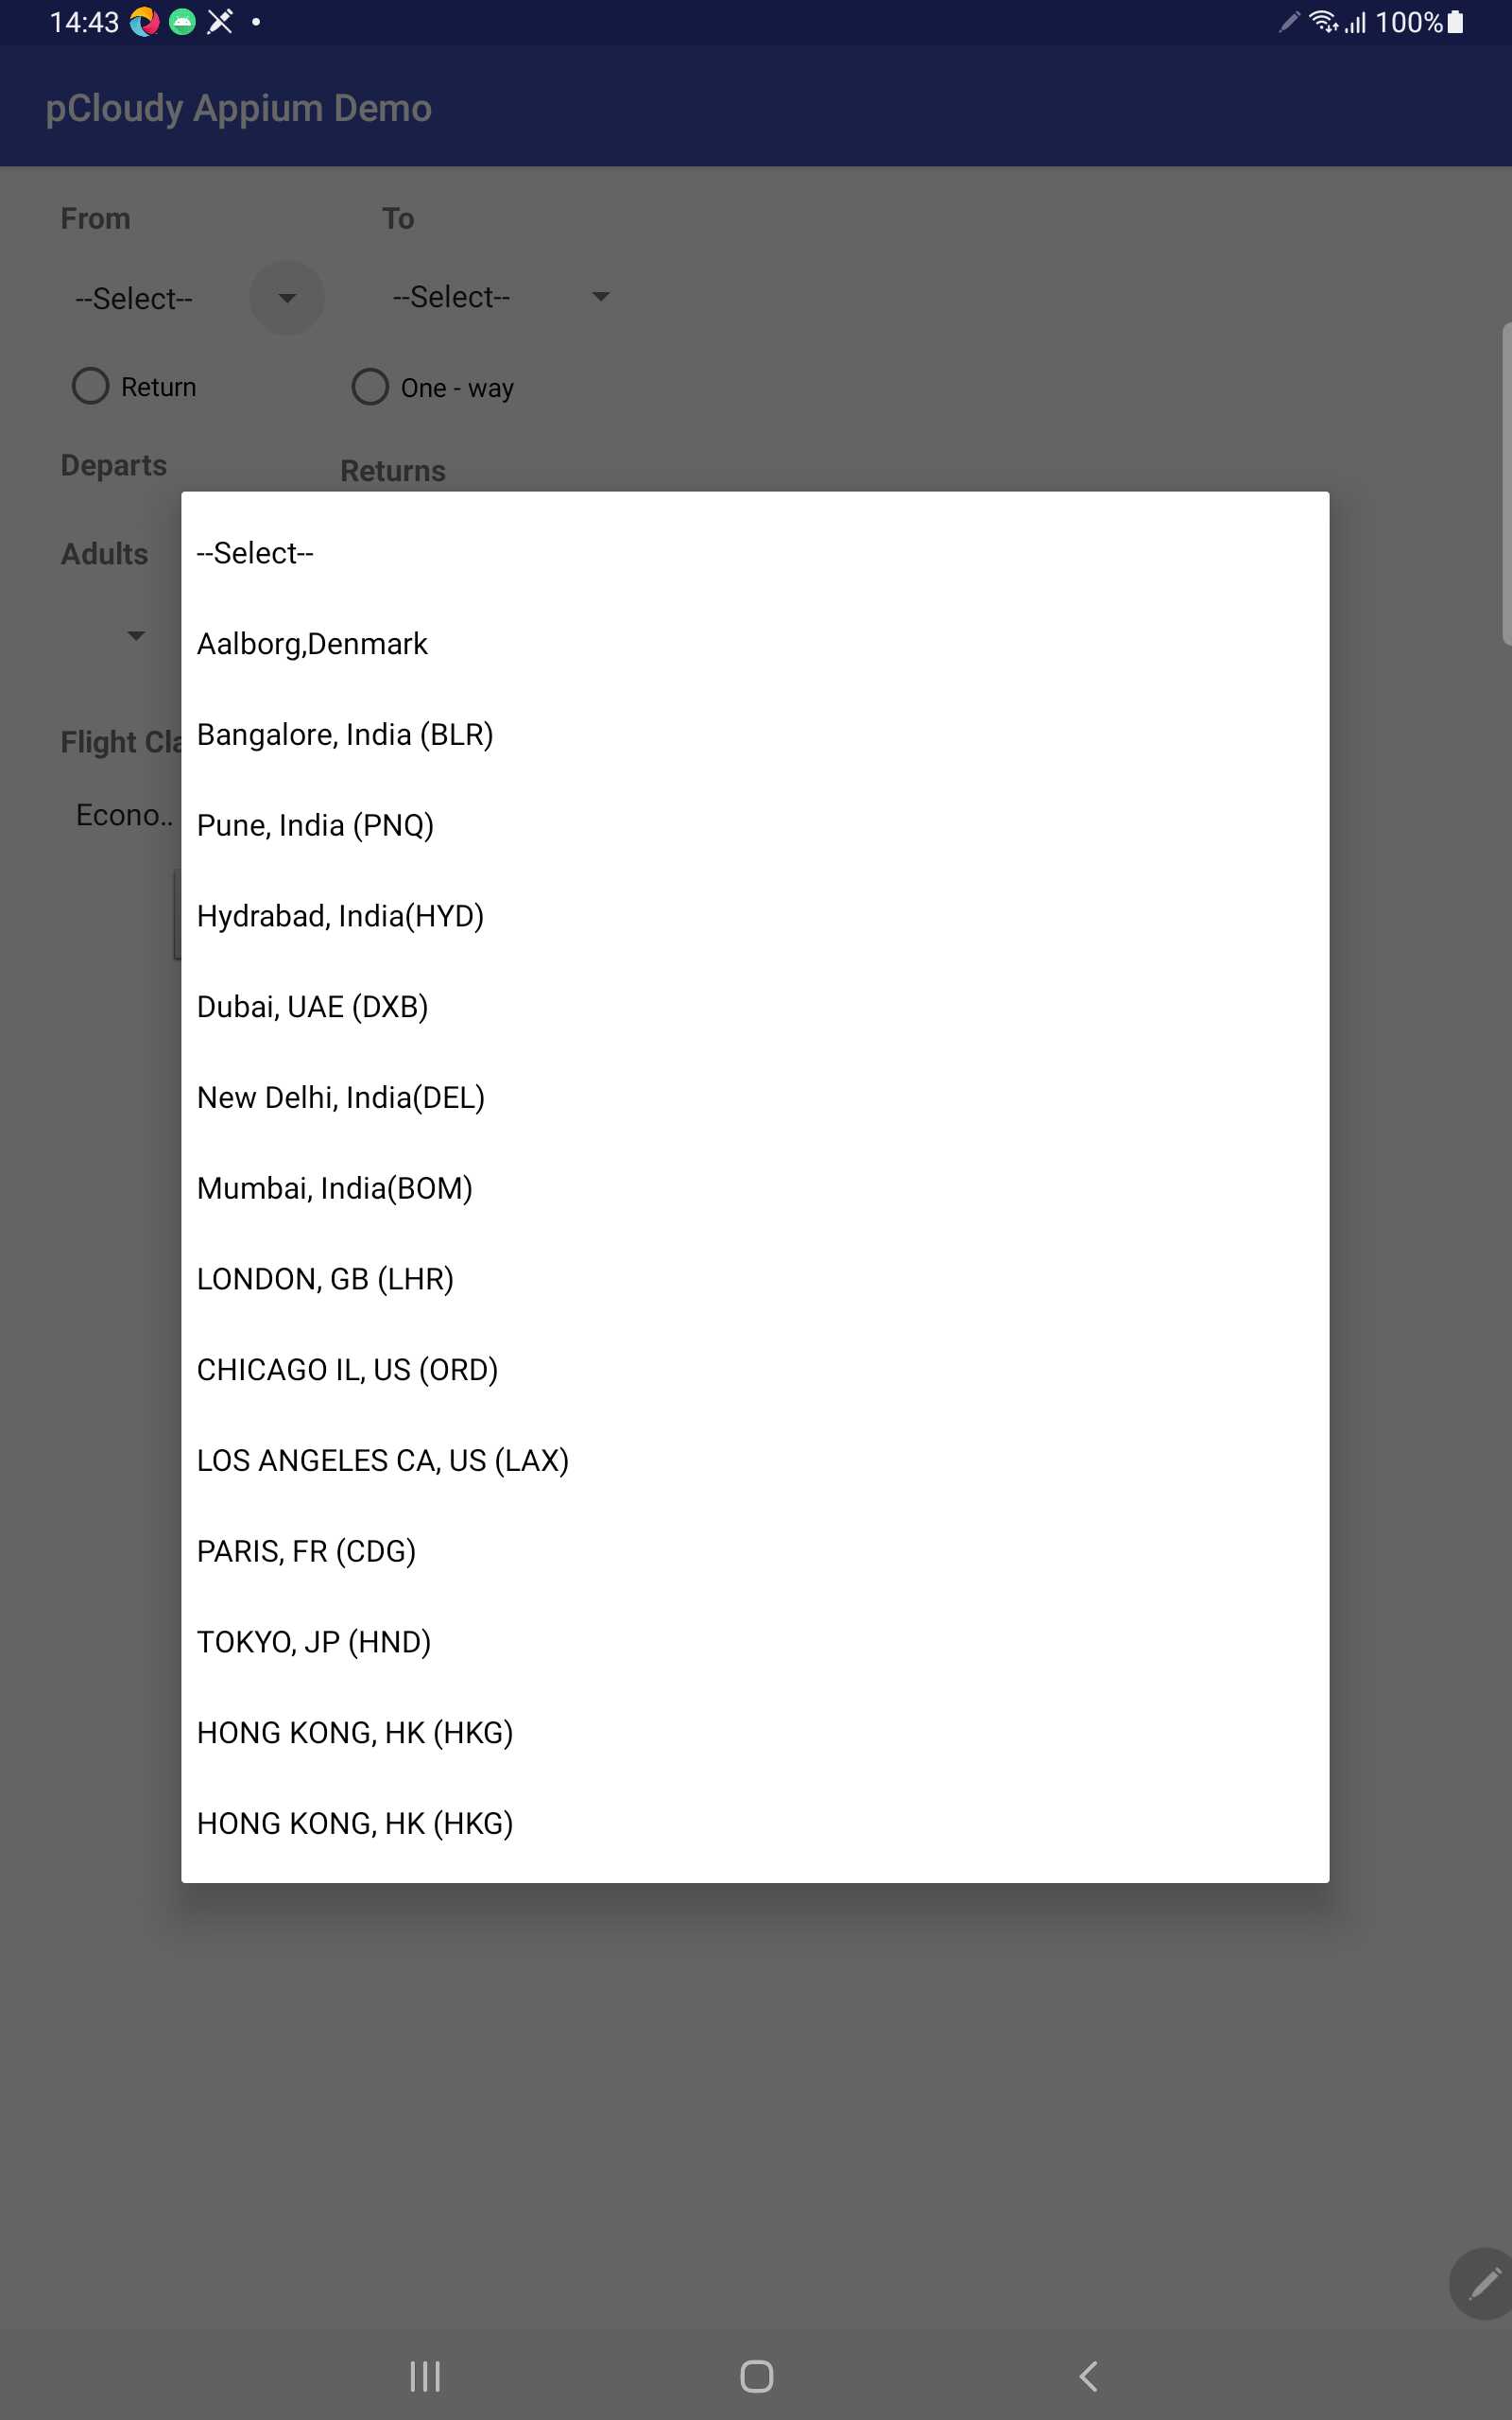 14:43 100%
pCloudy Appium Demo
From To
--Select-- --Select--
Return One - way
Departs Returns
Adults
Flight Cla
Econo..
--Select--
Aalborg,Denmark
Bangalore, India (BLR)
Pune, India (PNQ)
Hydrabad, India(HYD)
Dubai, UAE (DXB)
New Delhi, India(DEL)
Mumbai, India(BOM)
LONDON, GB (LHR)
CHICAGO IL, US (ORD)
LOS ANGELES CA, US (LAX)
PARIS, FR (CDG)
TOKYO, JP (HND)
HONG KONG, HK (HKG)
HONG KONG, HK (HKG)